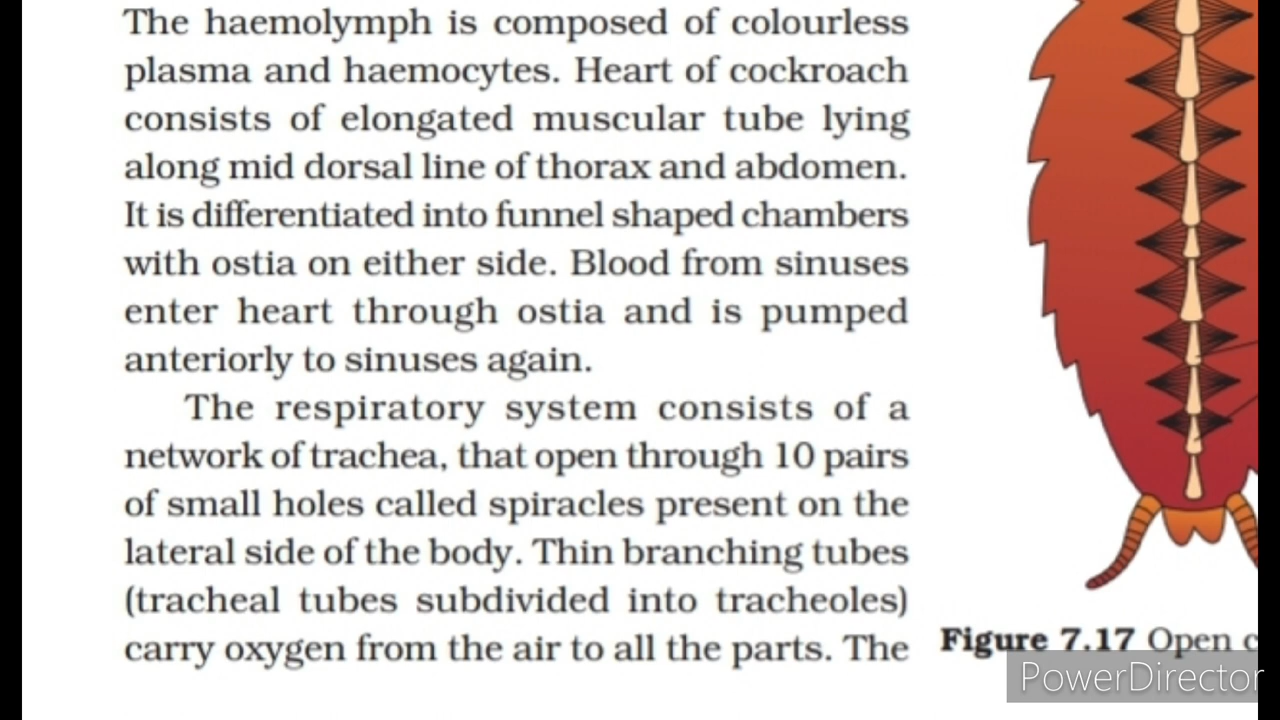 The haemolymph is composed of colourless
plasma and haemocytes. Heart of cockroach
consists of elongated muscular tube lying
along mid dorsal line of thorax and abdomen.
It is differentiated into funnel shaped chambers
with ostia on either side. Blood from sinuses
enter heart through ostia and is pumped
anteriorly to sinuses again.
The respiratory system consists of a
network of trachea, that open through 10 pairs
of small holes called spiracles present on the
lateral side of the body. Thin branching tubes
(tracheal tubes subdivided into tracheoles)
carry oxygen from the air to all the parts. The
Figure 7.17 Open c
PowerDirector